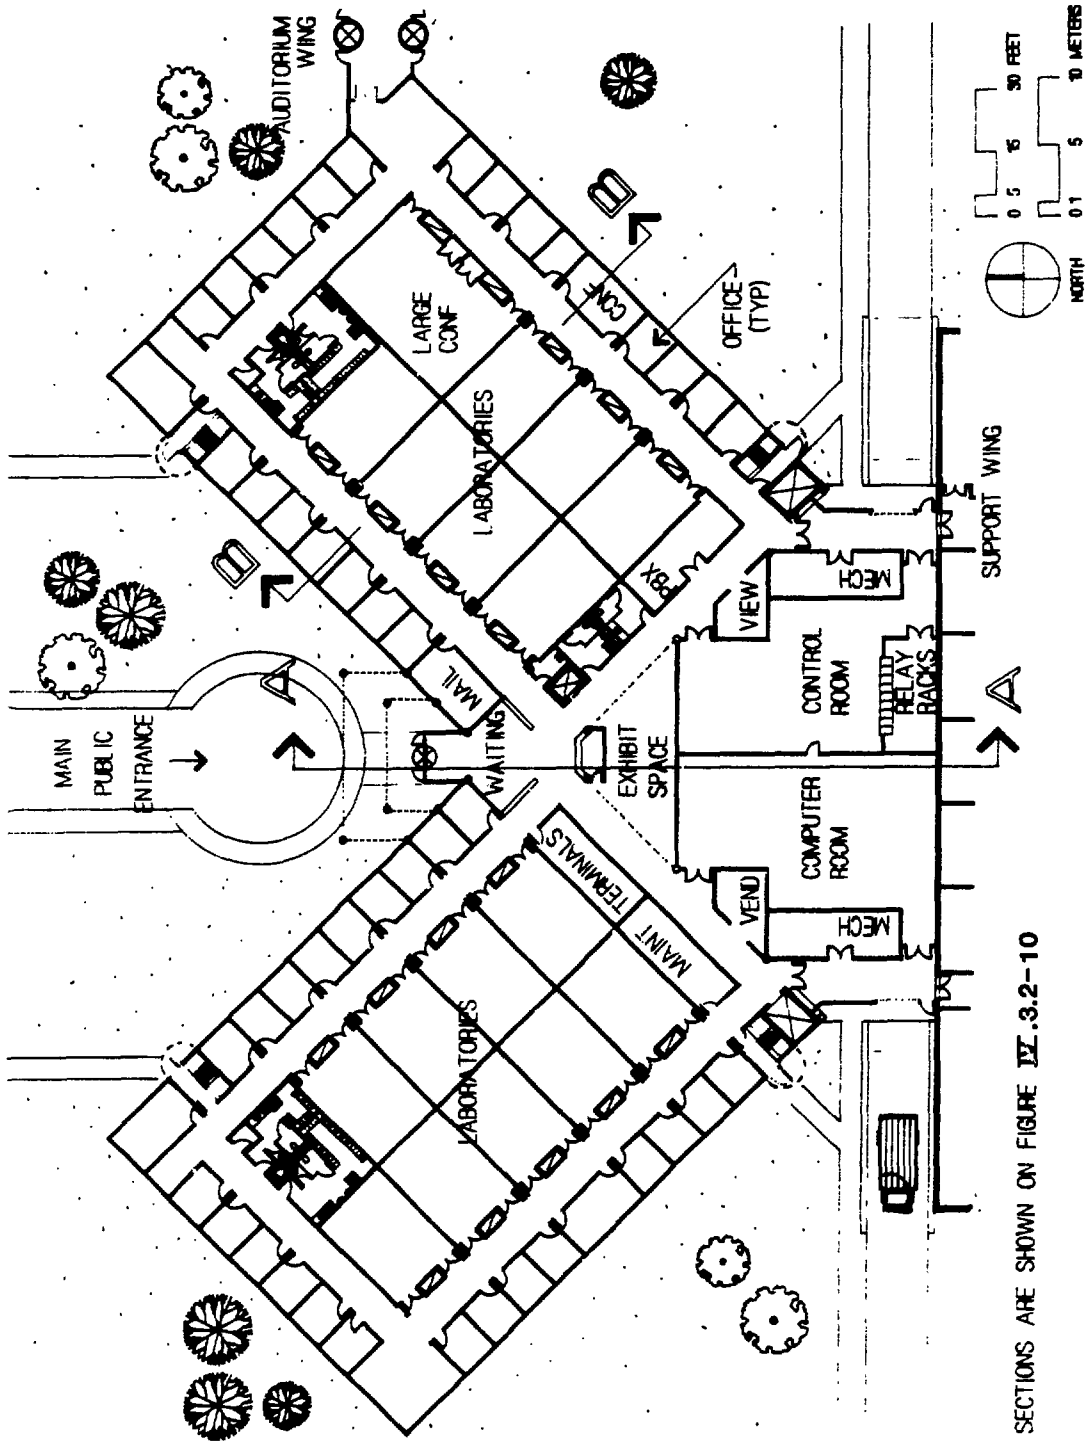 AUDITORIUM
WING
MAIN
PUBLIC
ENTRANCE
A
B
B
MAIL
WAITING
LARGE
CONF
CONF
LABORATORIES
OFFICE
(TYP)
PBX
EXHIBIT
SPACE
VIEW
MECH
CONTROL
ROOM
RELAY
RACKS
SUPPORT WING
A
TERMINALS
MAINT
LABORATORIES
VEND
MECH
COMPUTER
ROOM
NORTH
0 5 15 30 FEET
0 1 5 10 METERS
SECTIONS ARE SHOWN ON FIGURE IV.3.2-10